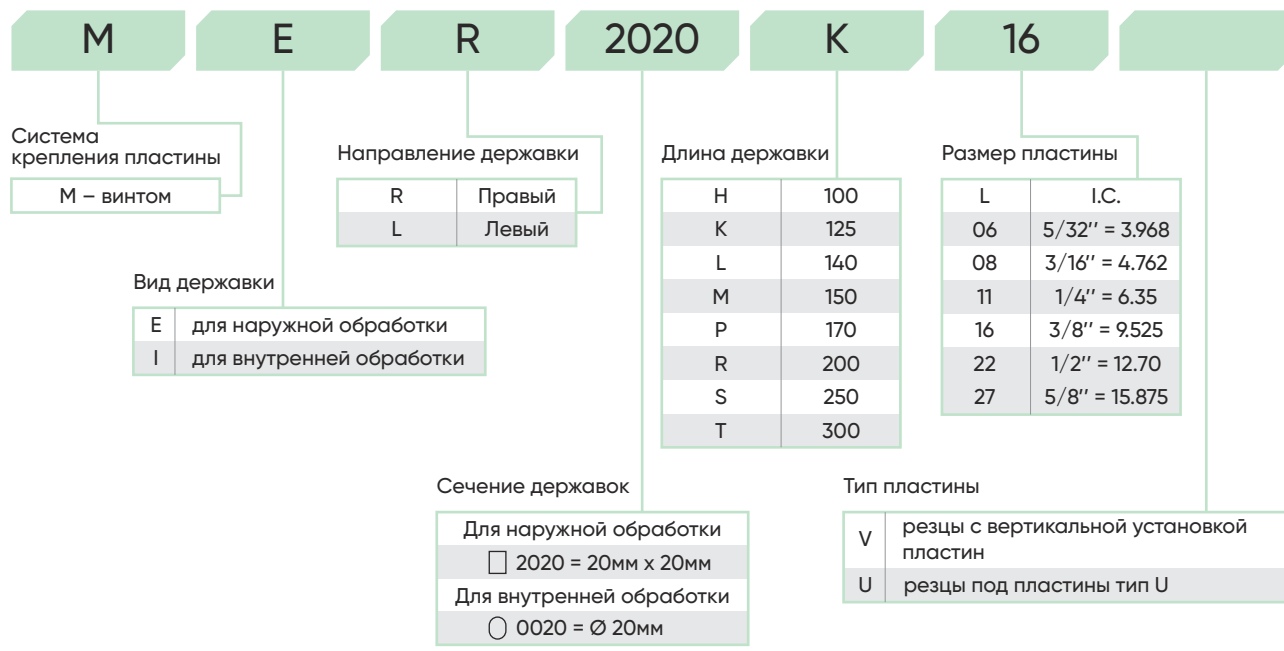 M E R 2020 K 16
Система
крепления пластины
М – винтом
Вид державки
E для наружной обработки
I для внутренней обработки
Направление державки
R Правый
L Левый
Сечение державок
Для наружной обработки
2020 = 20мм x 20мм
Для внутренней обработки
0020 = Ø 20мм
Длина державки
H 100
K 125
L 140
M 150
P 170
R 200
S 250
T 300
Размер пластины
L I.C.
06 5/32'' = 3.968
08 3/16'' = 4.762
11 1/4'' = 6.35
16 3/8'' = 9.525
22 1/2'' = 12.70
27 5/8'' = 15.875
Тип пластины
V резцы с вертикальной установкой
пластин
U резцы под пластины тип U